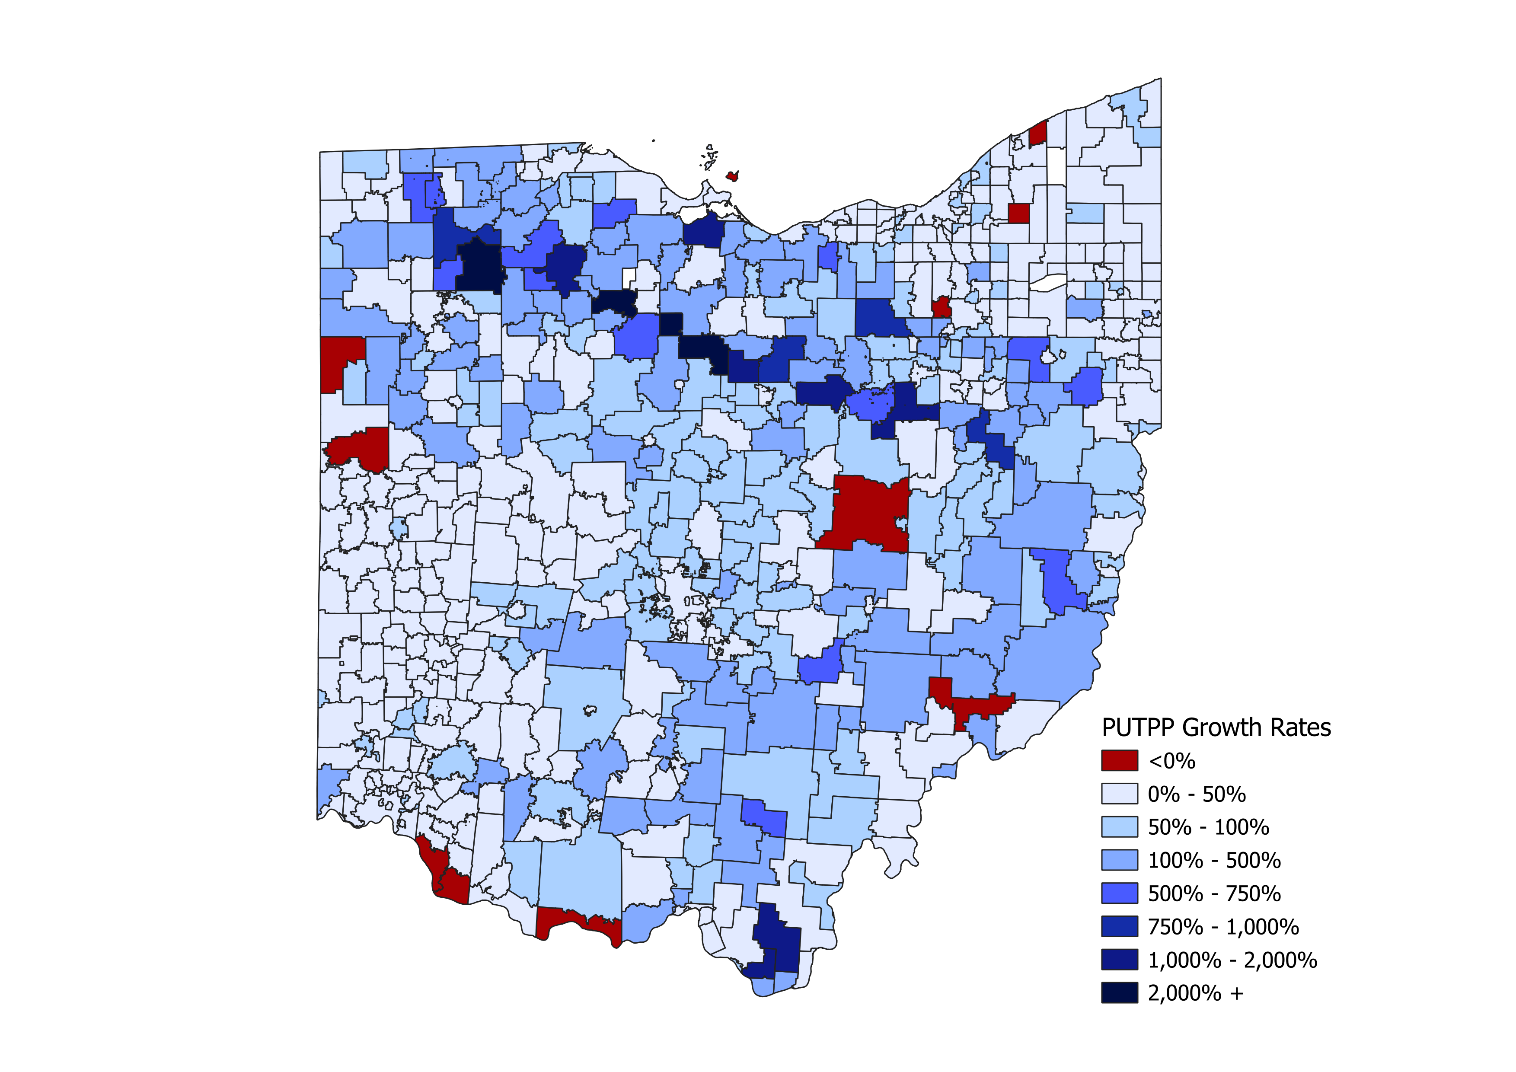 PUTPP Growth Rates
<0%
0% - 50%
50% - 100%
100% - 500%
500% - 750%
750% - 1,000%
1,000% - 2,000%
2,000% +